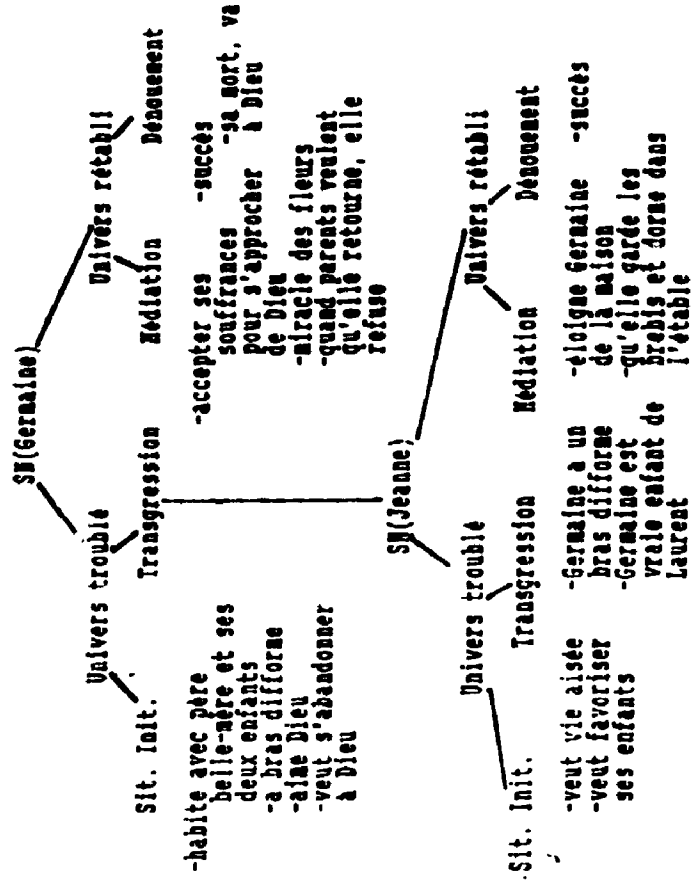 SN(Germaine)
Univers troublé
Univers rétabli
Sit. Init.
Transgression
Médiation
Dénouement
-habite avec père
belle-mère et ses
deux enfants
-a bras difforme
-aime Dieu
-veut s'abandonner
à Dieu
-accepter ses
souffrances
pour s'approcher
de Dieu
-miracle des fleurs
-quand parents veulent
qu'elle retourne, elle
refuse
-succès
-sa mort, va
à Dieu
SN(Jeanne)
Univers troublé
Univers rétabli
Sit. Init.
Transgression
Médiation
Dénouement
-veut vie aisée
-veut favoriser
ses enfants
-Germaine a un
bras difforme
-Germaine est
vraie enfant de
Laurent
-éloigne Germaine
de la maison
-qu'elle garde les
brebis et dorme dans
l'étable
-succès